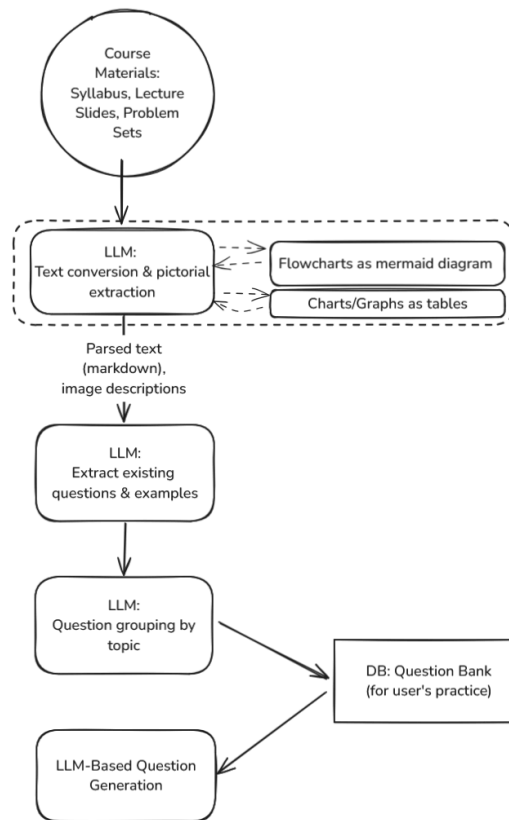 Course
Materials:
Syllabus, Lecture
Slides, Problem
Sets
LLM:
Text conversion & pictorial
extraction
Flowcharts as mermaid diagram
Charts/Graphs as tables
Parsed text
(markdown),
image descriptions
LLM:
Extract existing
questions & examples
LLM:
Question grouping by
topic
DB: Question Bank
(for user's practice)
LLM-Based Question
Generation